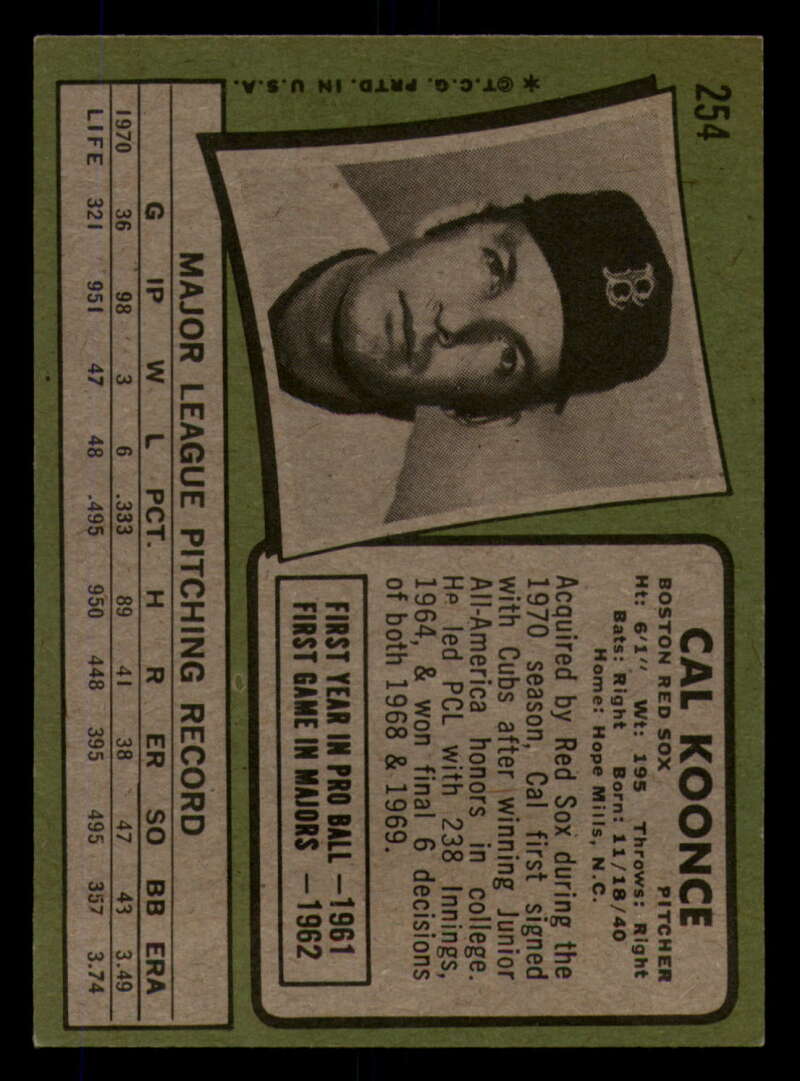 254
*©T.C.G. PRTD. IN U.S.A.
B
CAL KOONCE
BOSTON RED SOX PITCHER
Ht: 6'1" Wt: 195 Throws: Right
Bats: Right Born: 11/18/40
Home: Hope Mills, N.C.
Acquired by Red Sox during the
1970 season, Cal first signed
with Cubs after winning Junior
All-America honors in college.
He led PCL with 238 Innings,
1964, & won final 6 decisions
of both 1968 & 1969.
FIRST YEAR IN PRO BALL —1961
FIRST GAME IN MAJORS —1962
MAJOR LEAGUE PITCHING RECORD
G IP W L PCT. H R ER SO BB ERA
1970 36 98 3 6 .333 89 41 38 47 43 3.49
LIFE 321 951 47 48 .495 950 448 395 495 357 3.74